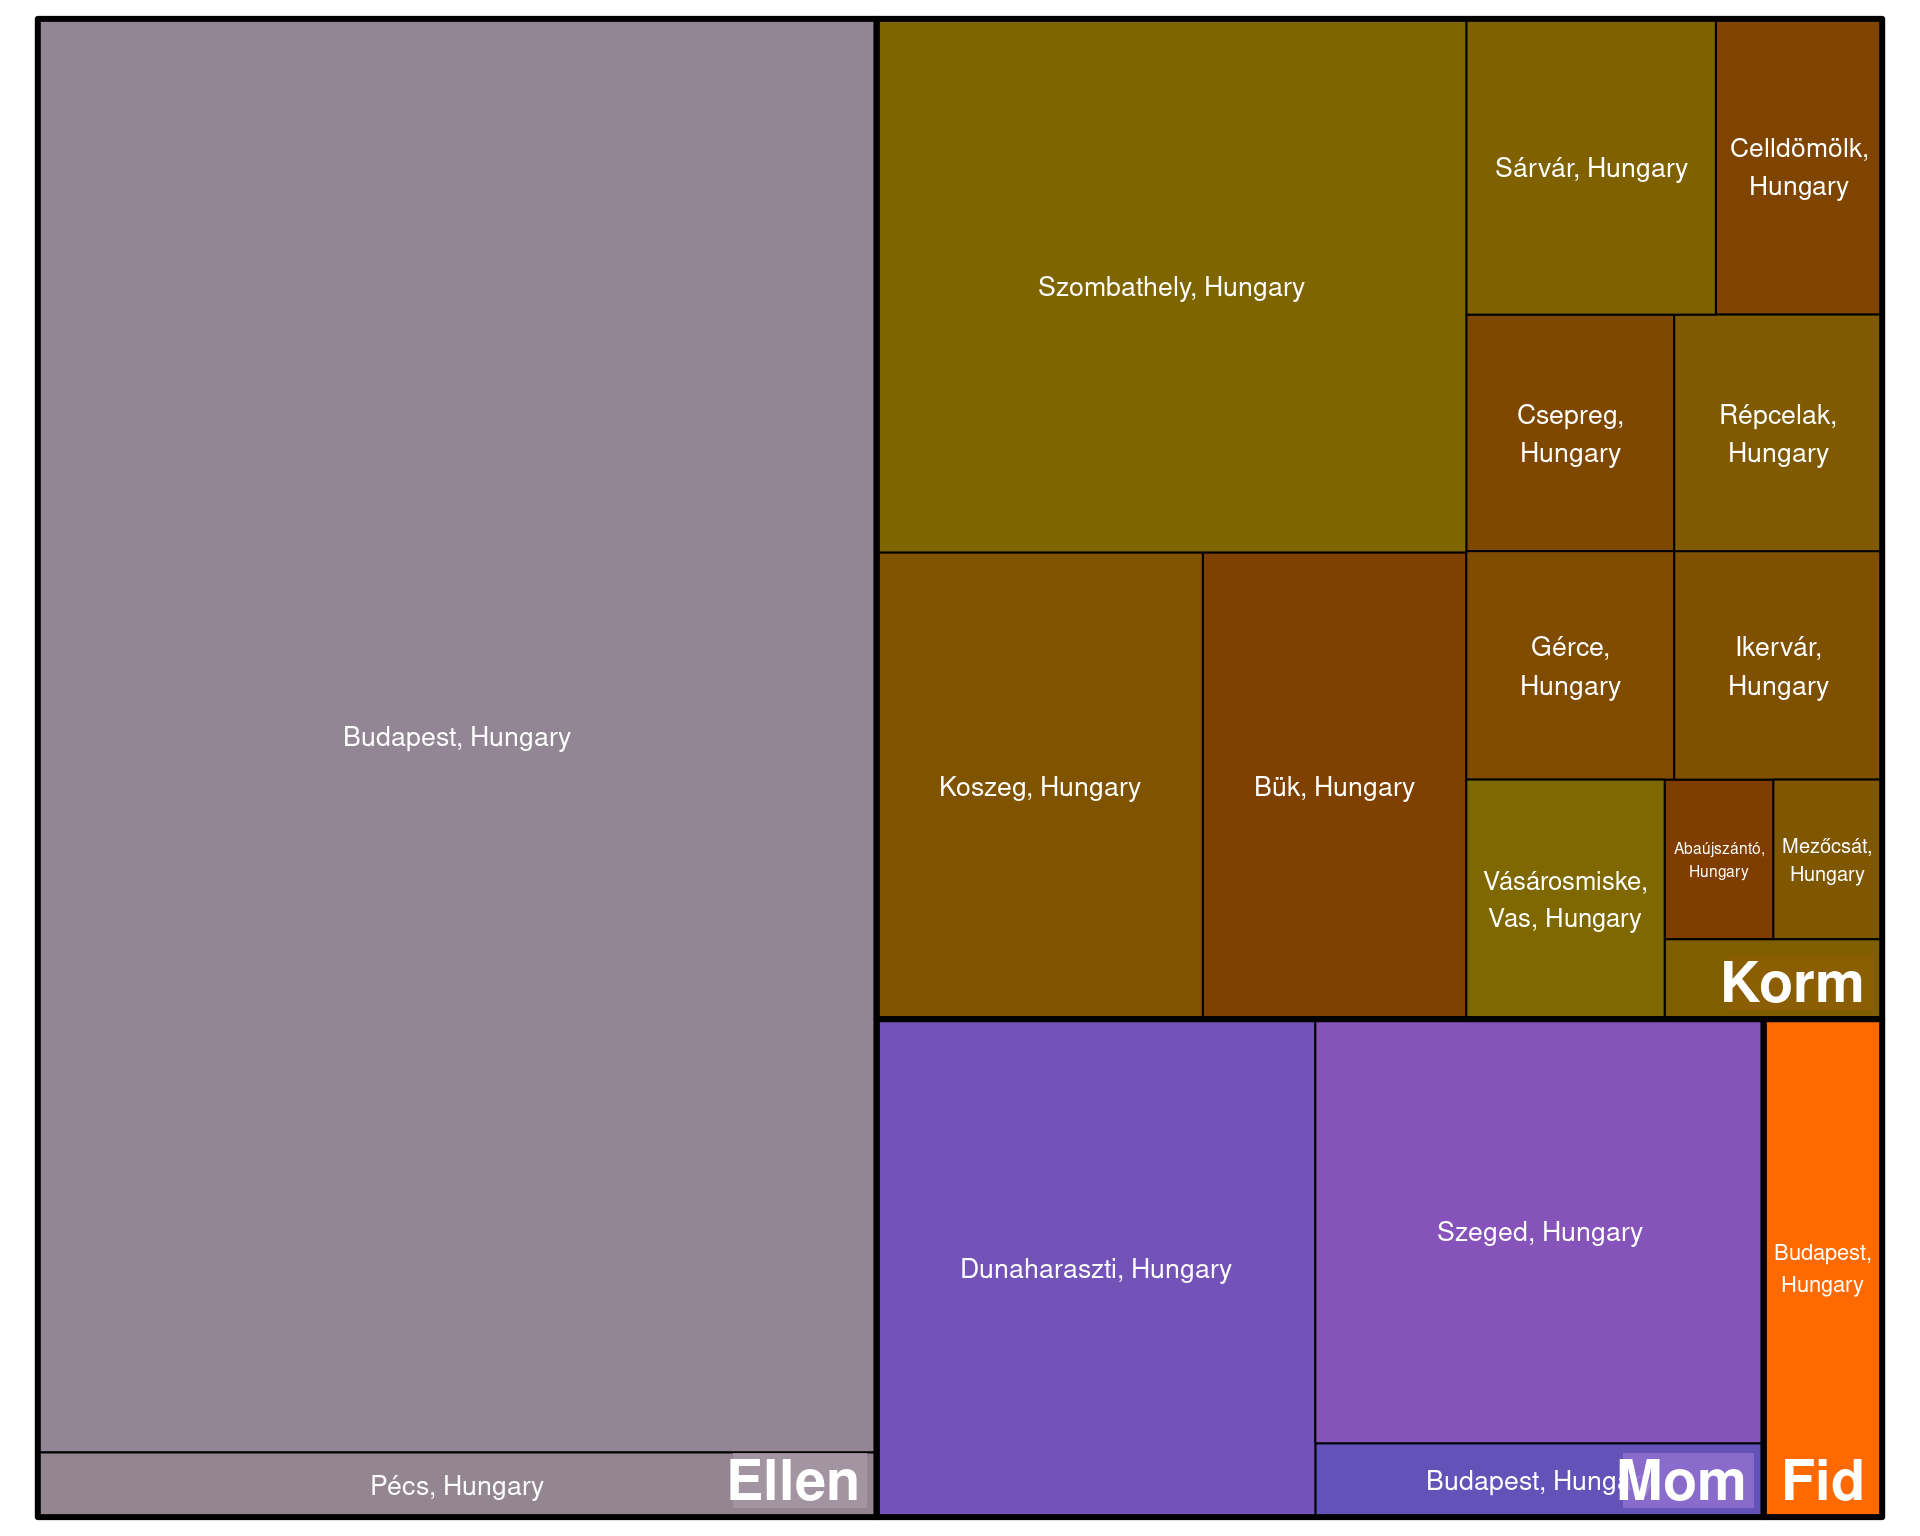 Budapest, Hungary
Pécs, Hungary
Ellen
Szombathely, Hungary
Sárvár, Hungary
Celldömölk,
Hungary
Csepreg,
Hungary
Répcelak,
Hungary
Koszeg, Hungary
Bük, Hungary
Gérce,
Hungary
Ikervár,
Hungary
Vásárosmiske,
Vas, Hungary
Abaújszántó,
Hungary
Mezőcsát,
Hungary
Korm
Dunaharaszti, Hungary
Szeged, Hungary
Budapest,
Mom
Budapest,
Hungary
Fid